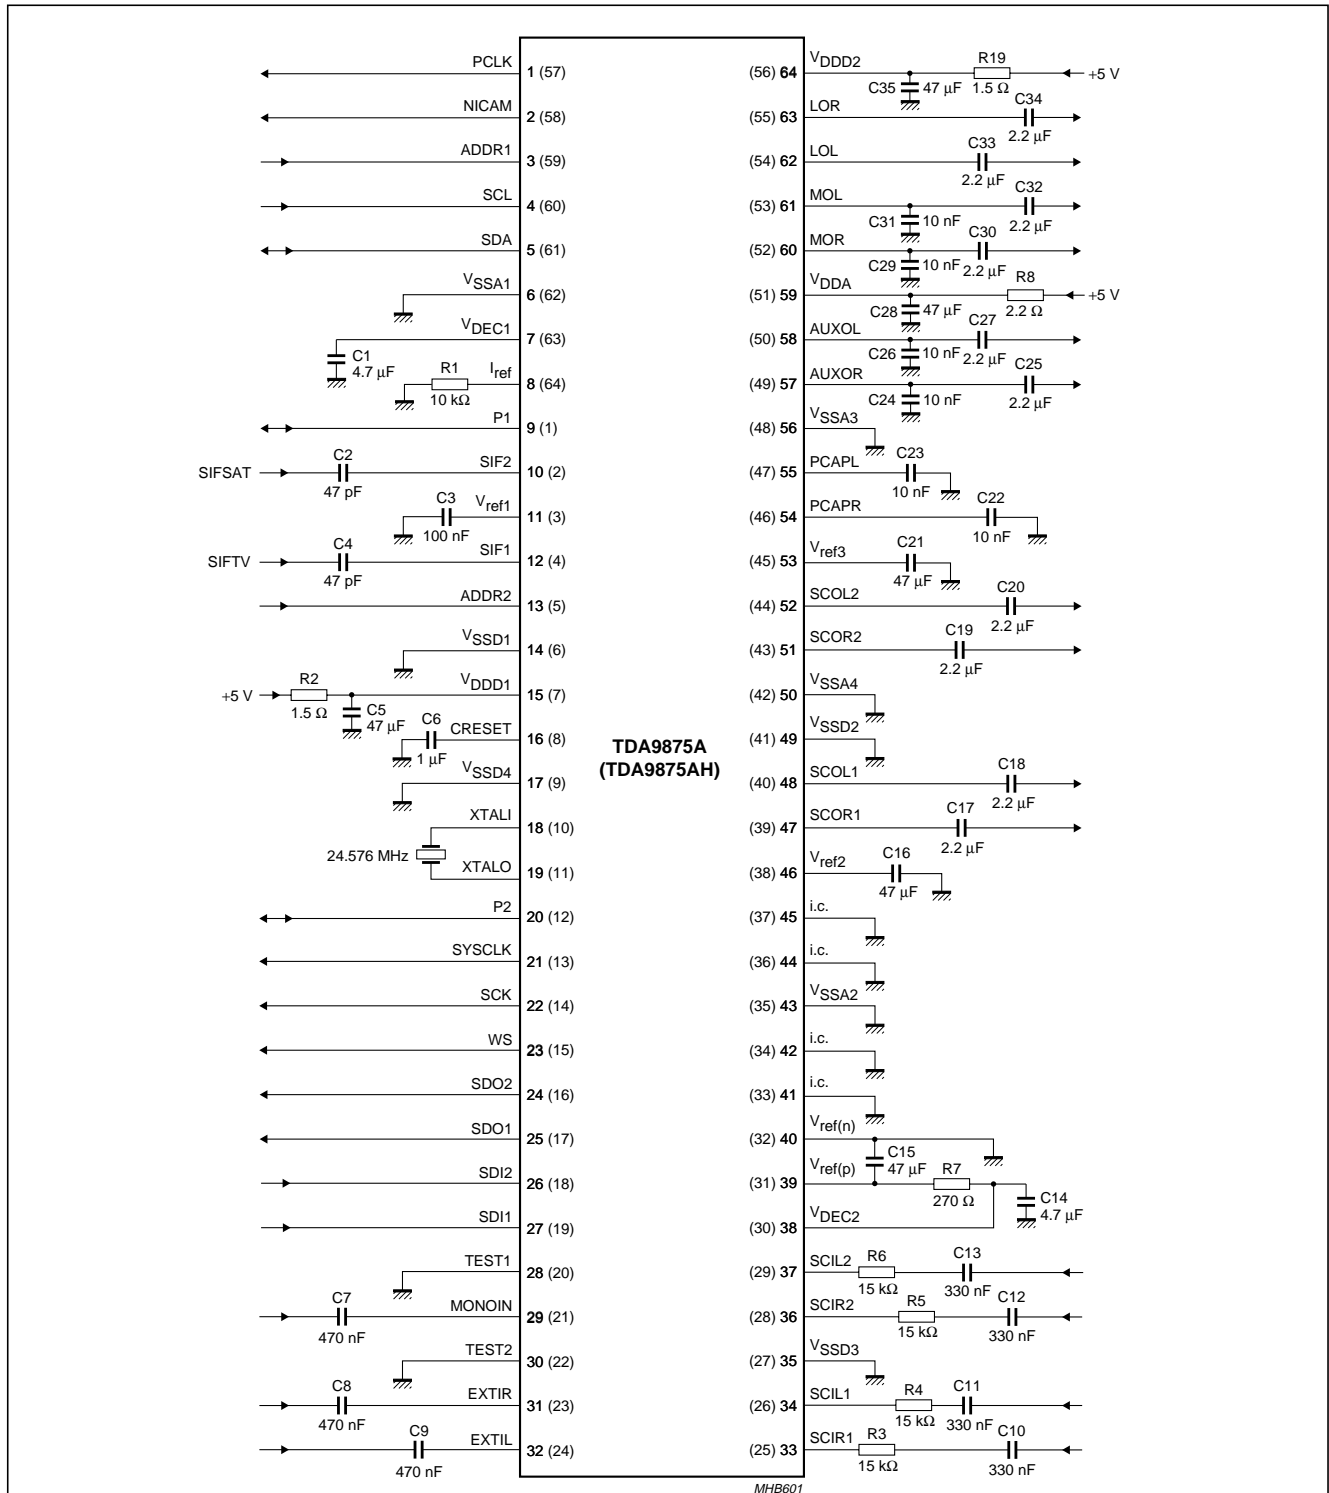 PCLK
1 (57)
NICAM
2 (58)
ADDR1
3 (59)
SCL
4 (60)
SDA
5 (61)
VSSA1
6 (62)
VDEC1
7 (63)
C1
4.7 μF
R1
Iref
8 (64)
10 kΩ
P1
9 (1)
SIFSAT
C2
47 pF
SIF2
10 (2)
C3
Vref1
11 (3)
100 nF
SIFTV
C4
47 pF
SIF1
12 (4)
ADDR2
13 (5)
VSSD1
14 (6)
+5 V
R2
1.5 Ω
VDDD1
15 (7)
C5
47 μF
C6
CRESET
16 (8)
1 μF
VSSD4
17 (9)
XTALI
18 (10)
24.576 MHz
XTALO
19 (11)
P2
20 (12)
SYSCLK
21 (13)
SCK
22 (14)
WS
23 (15)
SDO2
24 (16)
SDO1
25 (17)
SDI2
26 (18)
SDI1
27 (19)
TEST1
28 (20)
C7
MONOIN
29 (21)
470 nF
TEST2
30 (22)
C8
EXTIR
31 (23)
470 nF
C9
EXTIL
32 (24)
470 nF
TDA9875A
(TDA9875AH)
(56) 64
VDDD2
R19
+5 V
C35
47 μF
1.5 Ω
(55) 63
LOR
C34
2.2 μF
(54) 62
LOL
C33
2.2 μF
(53) 61
MOL
C32
C31
10 nF
2.2 μF
(52) 60
MOR
C30
C29
10 nF
2.2 μF
(51) 59
VDDA
R8
+5 V
C28
47 μF
2.2 Ω
(50) 58
AUXOL
C27
C26
10 nF
2.2 μF
(49) 57
AUXOR
C25
C24
10 nF
2.2 μF
(48) 56
VSSA3
(47) 55
PCAPL
C23
10 nF
(46) 54
PCAPR
C22
10 nF
(45) 53
Vref3
C21
47 μF
(44) 52
SCOL2
C20
2.2 μF
(43) 51
SCOR2
C19
2.2 μF
(42) 50
VSSA4
(41) 49
VSSD2
(40) 48
SCOL1
C18
2.2 μF
(39) 47
SCOR1
C17
2.2 μF
(38) 46
Vref2
C16
47 μF
(37) 45
i.c.
(36) 44
i.c.
(35) 43
VSSA2
(34) 42
i.c.
(33) 41
i.c.
(32) 40
Vref(n)
C15
47 μF
(31) 39
Vref(p)
R7
270 Ω
C14
4.7 μF
(30) 38
VDEC2
(29) 37
SCIL2
R6
C13
15 kΩ
330 nF
(28) 36
SCIR2
R5
C12
15 kΩ
330 nF
(27) 35
VSSD3
(26) 34
SCIL1
R4
C11
15 kΩ
330 nF
(25) 33
SCIR1
R3
C10
15 kΩ
330 nF
MHB601